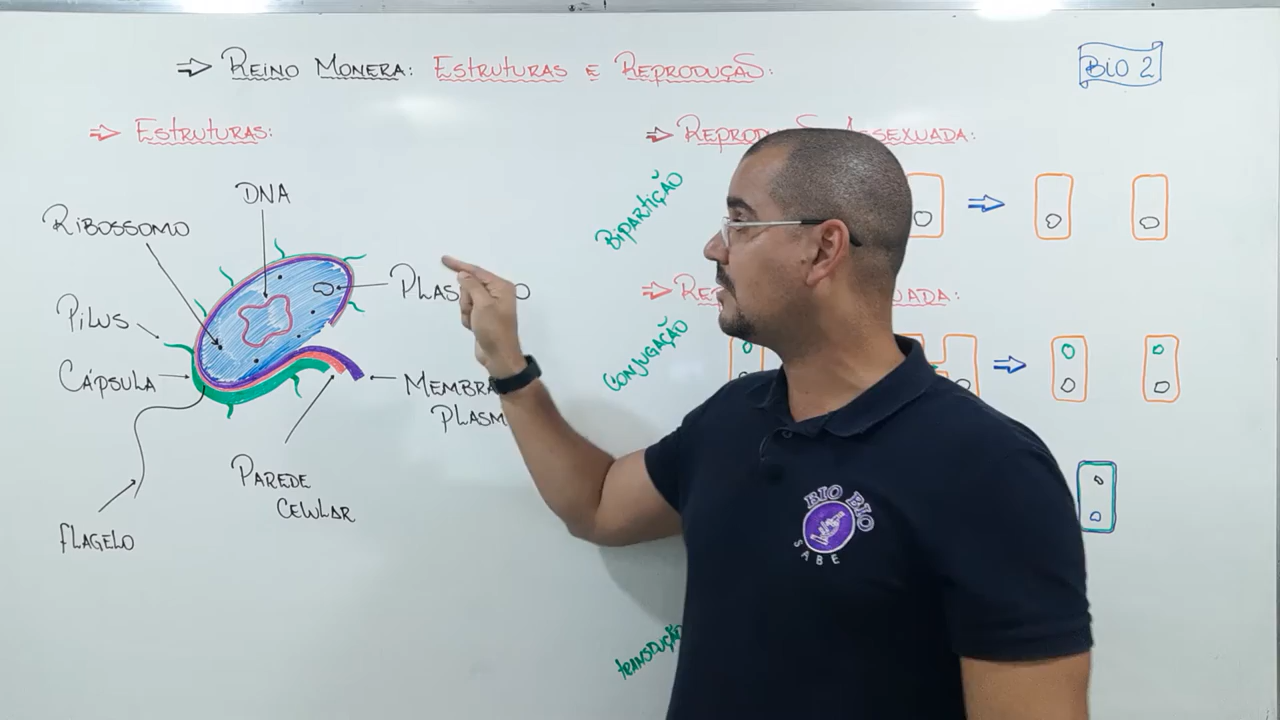 ⇒ REINO MONERA: ESTRUTURAS E REPRODUÇÃO:
BIO 2
⇒ ESTRUTURAS:
DNA
RIBOSSOMO
PILUS
CÁPSULA
PAREDE
CELULAR
FLAGELO
BIPARTIÇÃO
CONJUGAÇÃO
TRANSDUÇÃO
BIO BIO
SABE